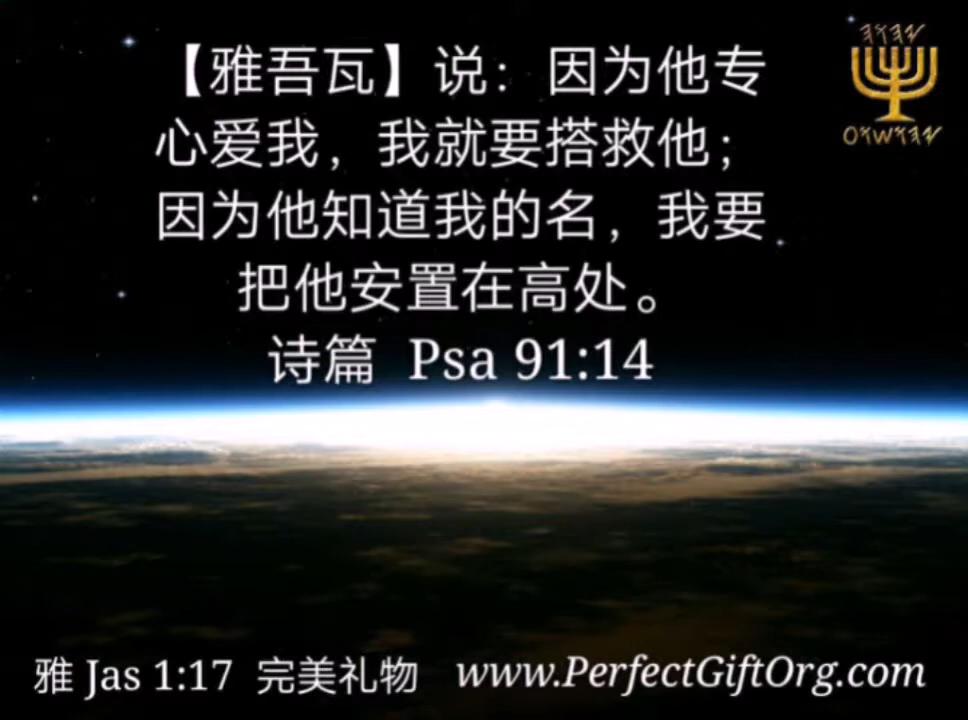 【雅吾瓦】说：因为他专
心爱我，我就要搭救他；
因为他知道我的名，我要
把他安置在高处。
诗篇 Psa 91:14
雅 Jas 1:17 完美礼物 www.PerfectGiftOrg.com